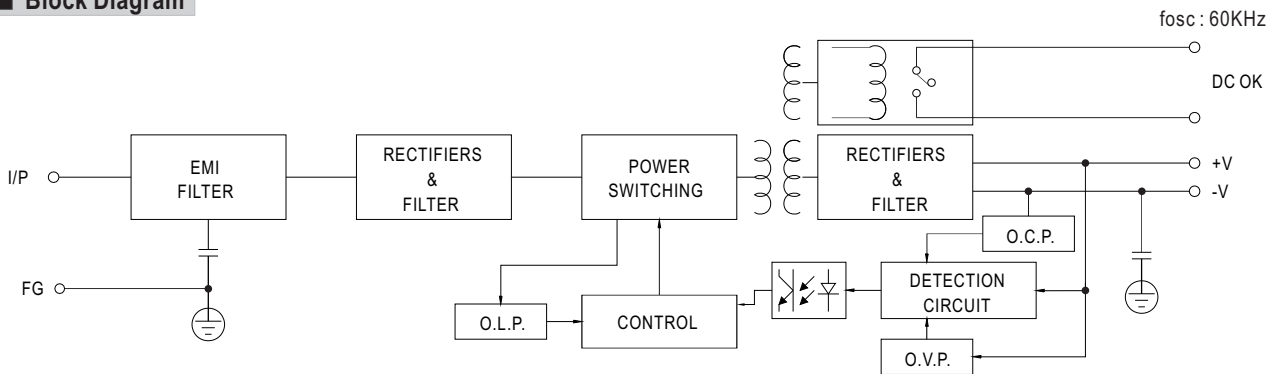 ■ Block Diagram
fosc : 60KHz
DC OK
I/P
EMI
FILTER
RECTIFIERS
&
FILTER
POWER
SWITCHING
RECTIFIERS
&
FILTER
+V
-V
O.C.P.
FG
O.L.P.
CONTROL
DETECTION
CIRCUIT
O.V.P.